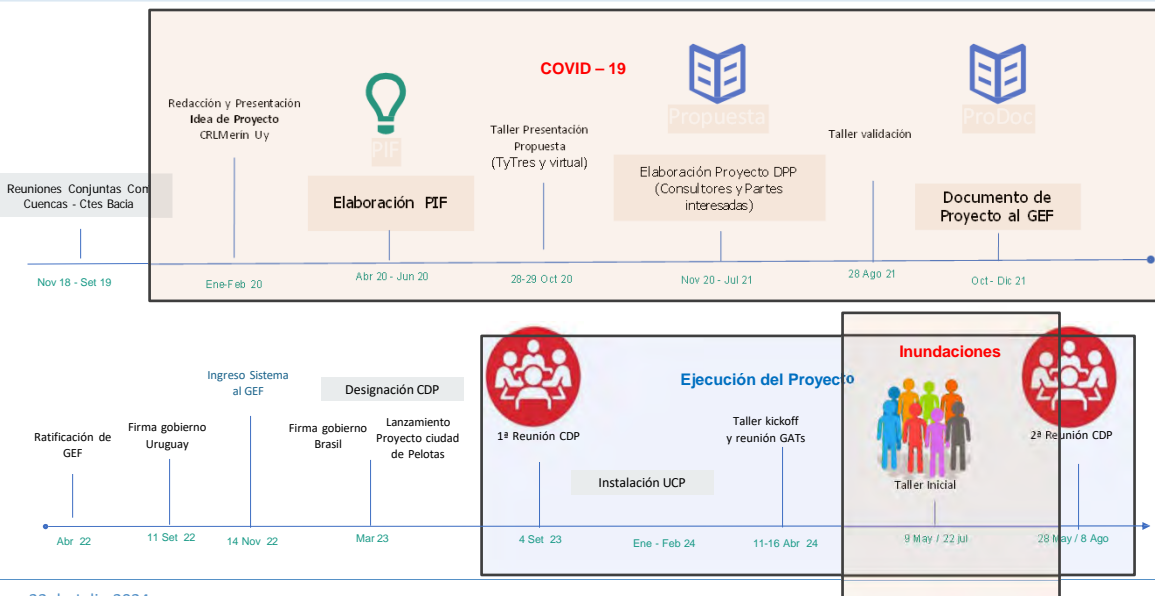 COVID – 19
Redacción y Presentación
Idea de Proyecto
CRLMerin Uy
PIF
Taller Presentación
Propuesta
(TyTres y virtual)
Propuesta
Taller validación
ProDoc
Reuniones Conjuntas Com
Cuencas - Ctes Bacia
Elaboración PIF
Elaboración Proyecto DPP
(Consultores y Partes
interesadas)
Documento de
Proyecto al GEF
Nov 18 - Set 19
Ene-Feb 20
Abr 20 - Jun 20
28-29 Oct 20
Nov 20 - Jul 21
28 Ago 21
Oct - Dic 21
Inundaciones
Ejecución del Proyecto
Ingreso Sistema
al GEF
Designación CDP
Ratificación de
GEF
Firma gobierno
Uruguay
Firma gobierno
Brasil
Lanzamiento
Proyecto ciudad
de Pelotas
1ª Reunión CDP
Instalación UCP
Taller kickoff
y reunión GATs
Taller Inicial
2ª Reunión CDP
Abr 22
11 Set 22
14 Nov 22
Mar 23
4 Set 23
Ene - Feb 24
11-16 Abr 24
9 May / 22 jul
28 May / 8 Ago